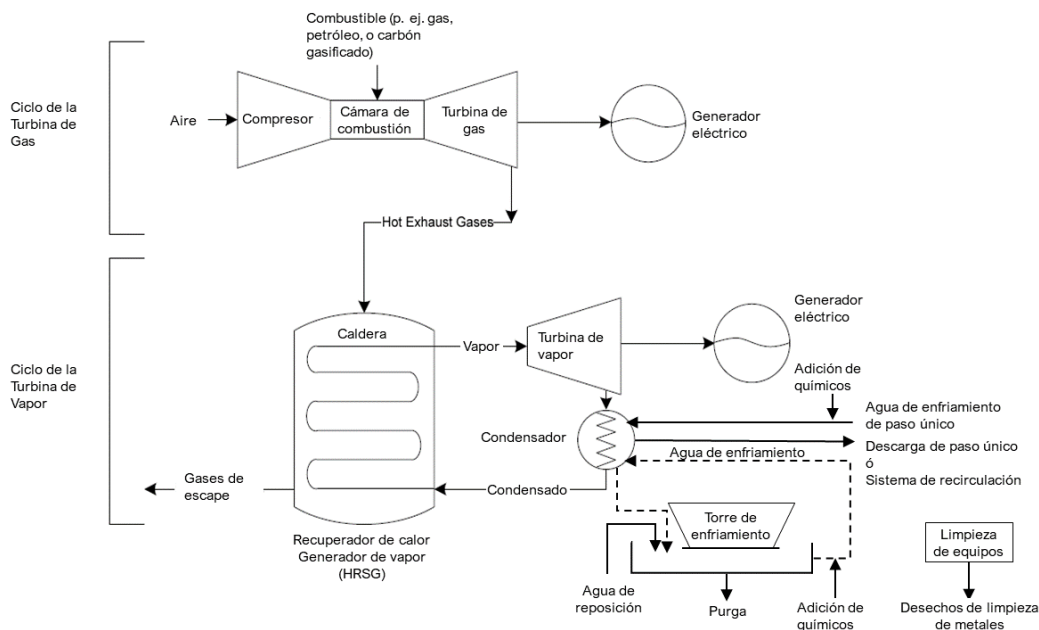 Combustible (p. ej. gas,
petróleo, o carbón
gasificado)
Ciclo de la
Turbina de
Gas
Aire
Compresor
Cámara de
combustión
Turbina de
gas
Generador
eléctrico
Hot Exhaust Gases
Ciclo de la
Turbina de
Vapor
Caldera
Vapor
Turbina de
vapor
Generador
eléctrico
Adición de
químicos
Agua de enfriamiento
de paso único
Condensador
Descarga de paso único
ó
Sistema de recirculación
Agua de enfriamiento
Gases de
escape
Condensado
Recuperador de calor
Generador de vapor
(HRSG)
Torre de
enfriamiento
Limpieza
de equipos
Agua de
reposición
Purga
Adición de
químicos
Desechos de limpieza
de metales